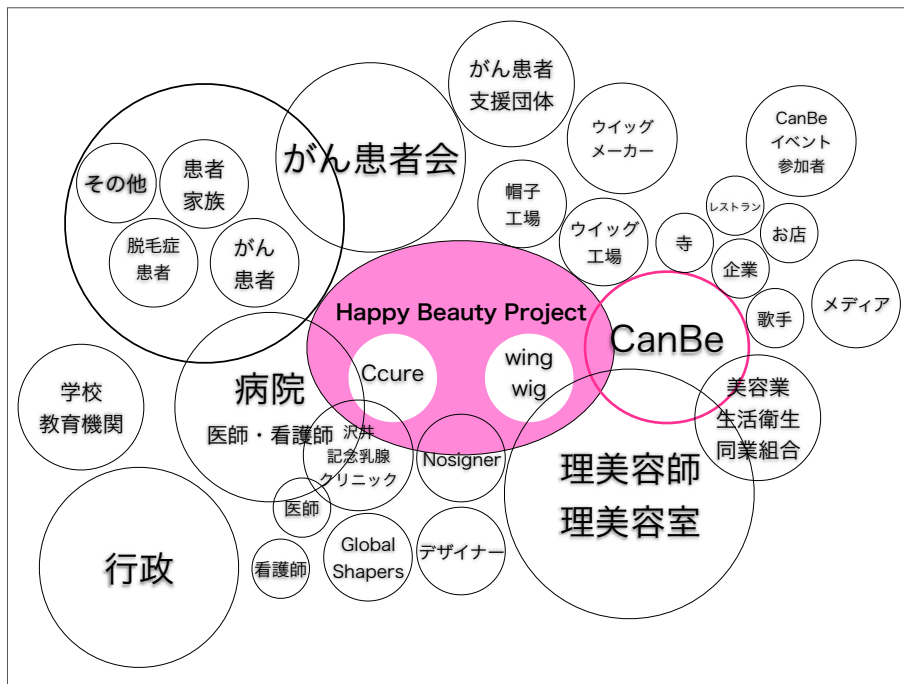 がん患者
支援団体
ウイッグ
メーカー
CanBe
イベント
参加者
がん患者会
その他
患者
家族
脱毛症
患者
がん
患者
帽子
工場
ウイッグ
工場
レストラン
寺
お店
企業
歌手
メディア
Happy Beauty Project
Ccure
wing
wig
CanBe
学校
教育機関
病院
医師・看護師
沢井
記念乳腺
クリニック
Nosigner
美容業
生活衛生
同業組合
理美容師
理美容室
医師
看護師
Global
Shapers
デザイナー
行政